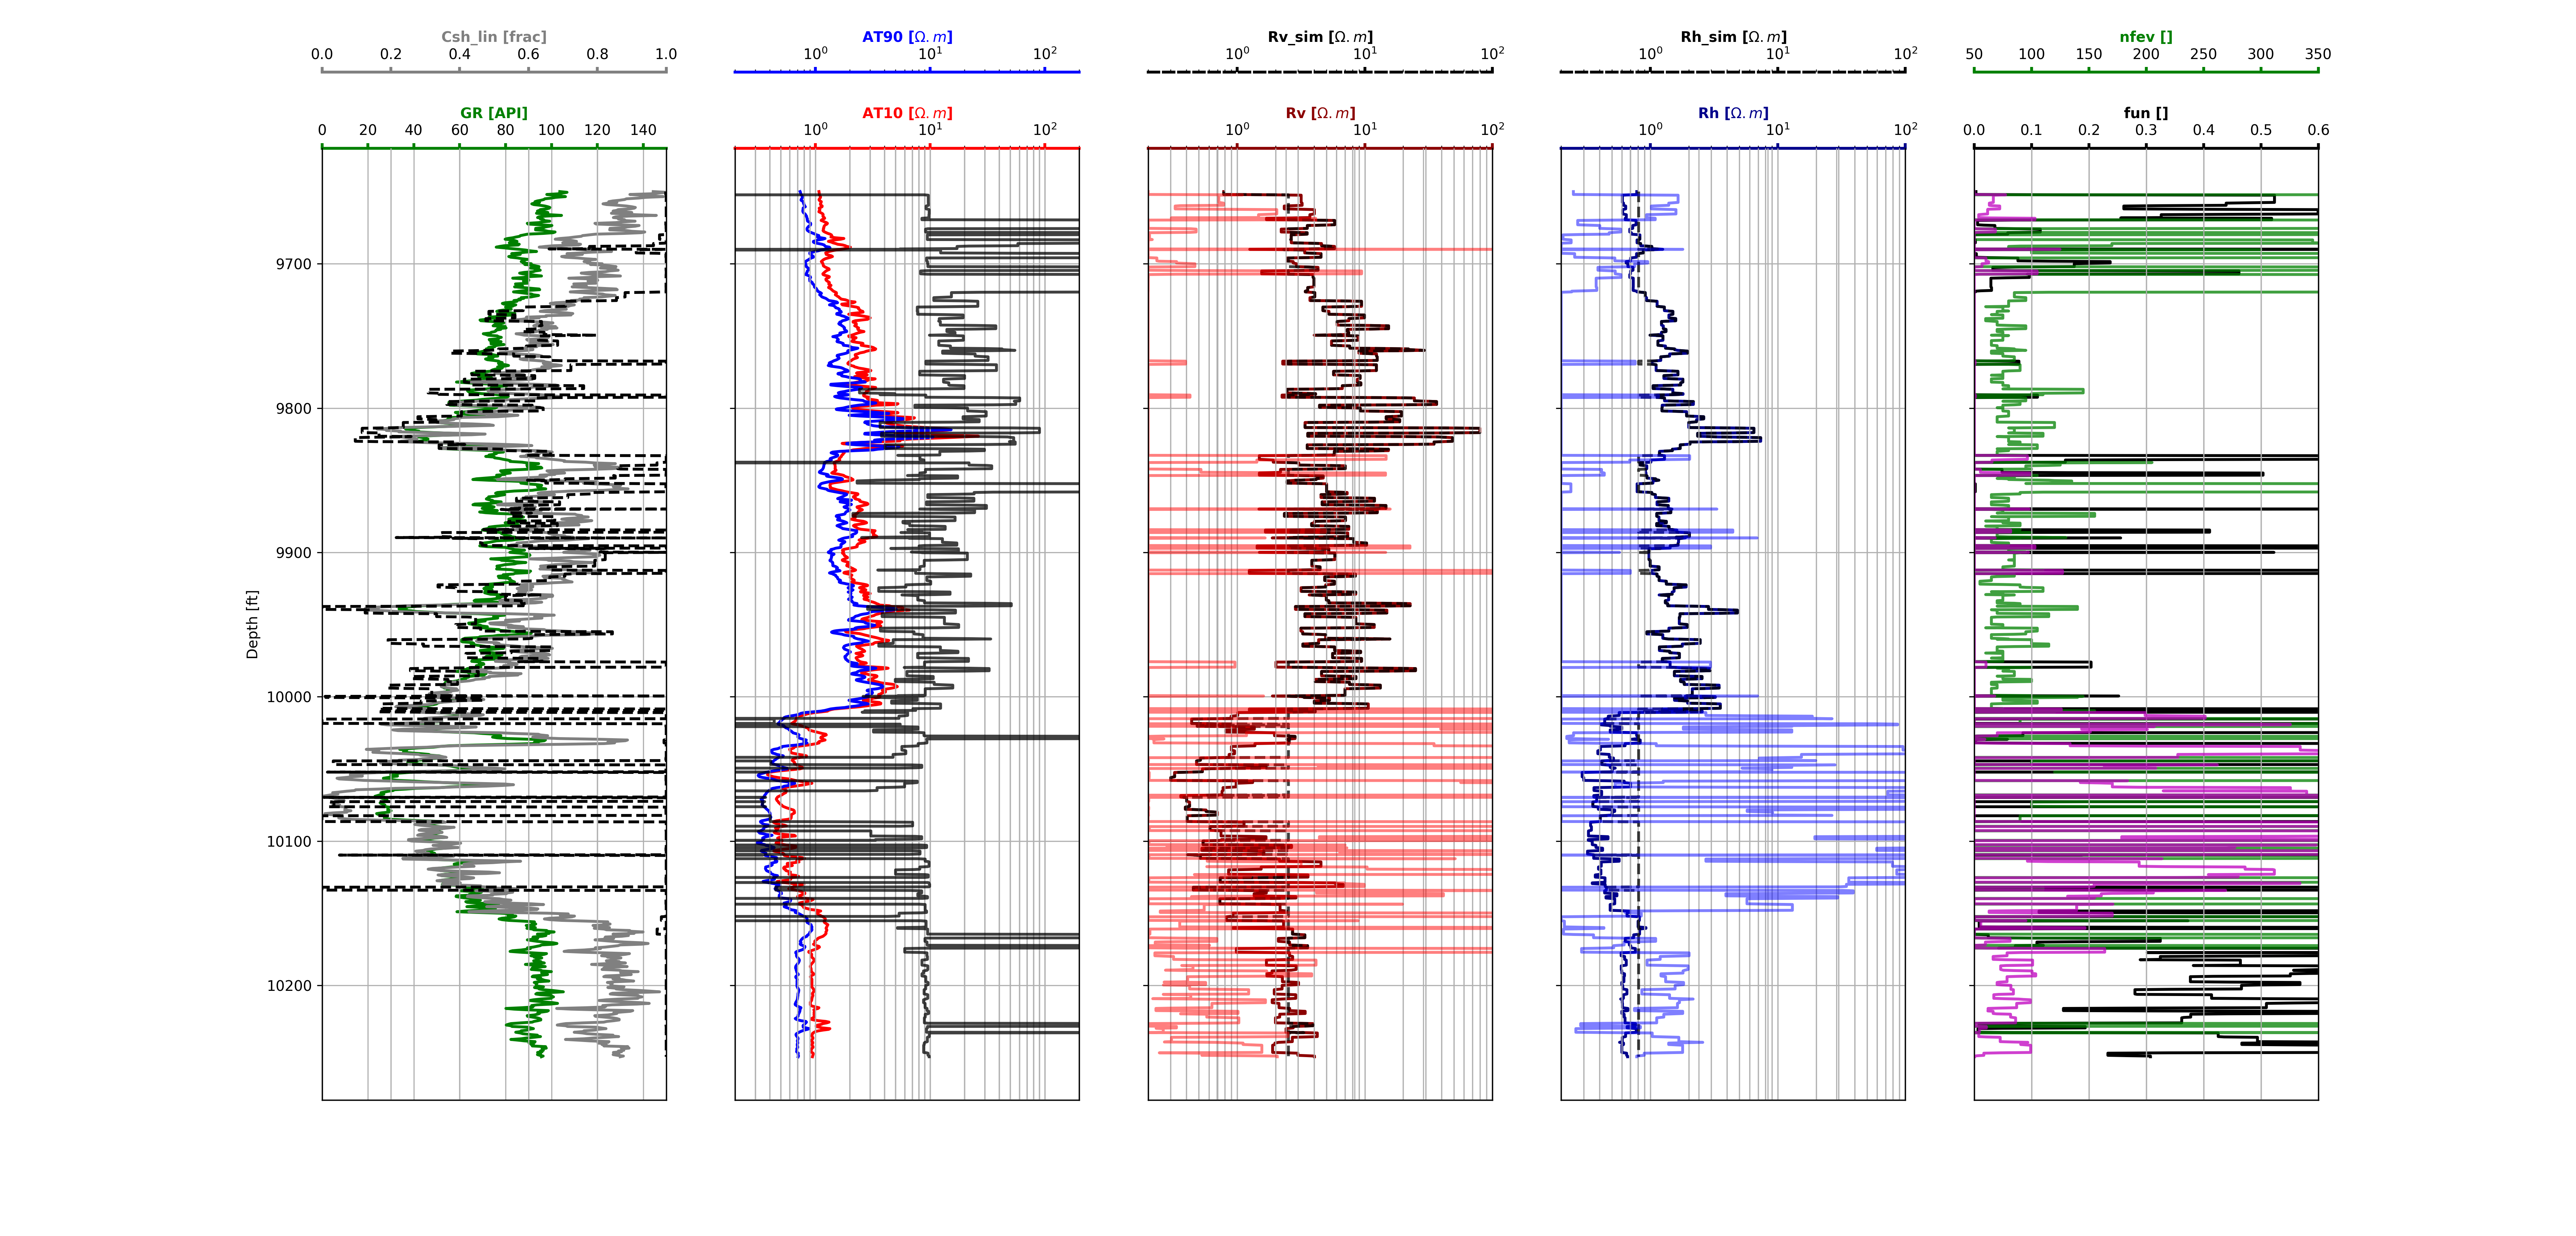 Csh_lin [frac]
0.0 0.2 0.4 0.6 0.8 1.0
GR [API]
0 20 40 60 80 100 120 140
AT90 [Ω.m]
10⁰ 10¹ 10²
AT10 [Ω.m]
10⁰ 10¹ 10²
Rv_sim [Ω.m]
10⁰ 10¹ 10²
Rv [Ω.m]
10⁰ 10¹ 10²
Rh_sim [Ω.m]
10⁰ 10¹ 10²
Rh [Ω.m]
10⁰ 10¹ 10²
nfev []
50 100 150 200 250 300 350
fun []
0.0 0.1 0.2 0.3 0.4 0.5 0.6
Depth [ft]
9700
9800
9900
10000
10100
10200